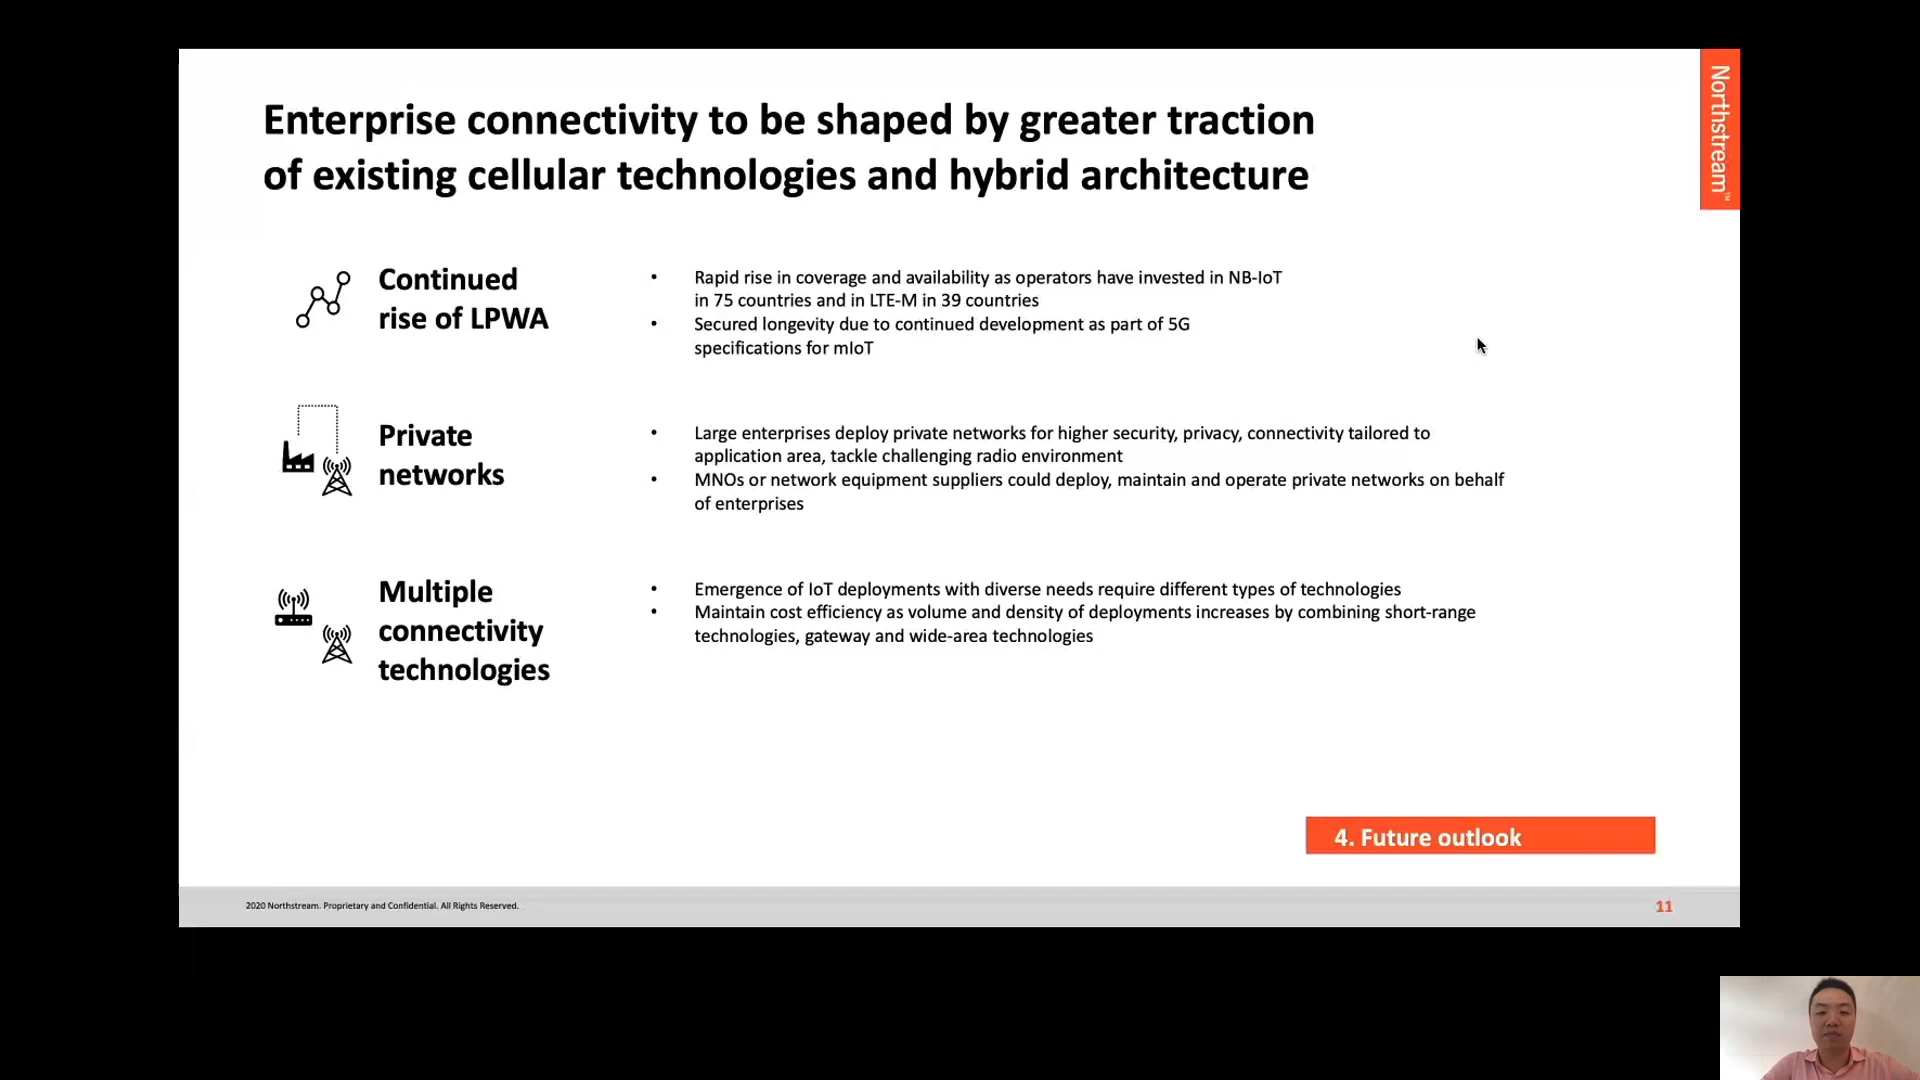 Northstream™
Enterprise connectivity to be shaped by greater traction
of existing cellular technologies and hybrid architecture
Continued
rise of LPWA
• Rapid rise in coverage and availability as operators have invested in NB-IoT
in 75 countries and in LTE-M in 39 countries
• Secured longevity due to continued development as part of 5G
specifications for mIoT
Private
networks
• Large enterprises deploy private networks for higher security, privacy, connectivity tailored to
application area, tackle challenging radio environment
• MNOs or network equipment suppliers could deploy, maintain and operate private networks on behalf
of enterprises
Multiple
connectivity
technologies
• Emergence of IoT deployments with diverse needs require different types of technologies
• Maintain cost efficiency as volume and density of deployments increases by combining short-range
technologies, gateway and wide-area technologies
4. Future outlook
2020 Northstream. Proprietary and Confidential. All Rights Reserved.
11